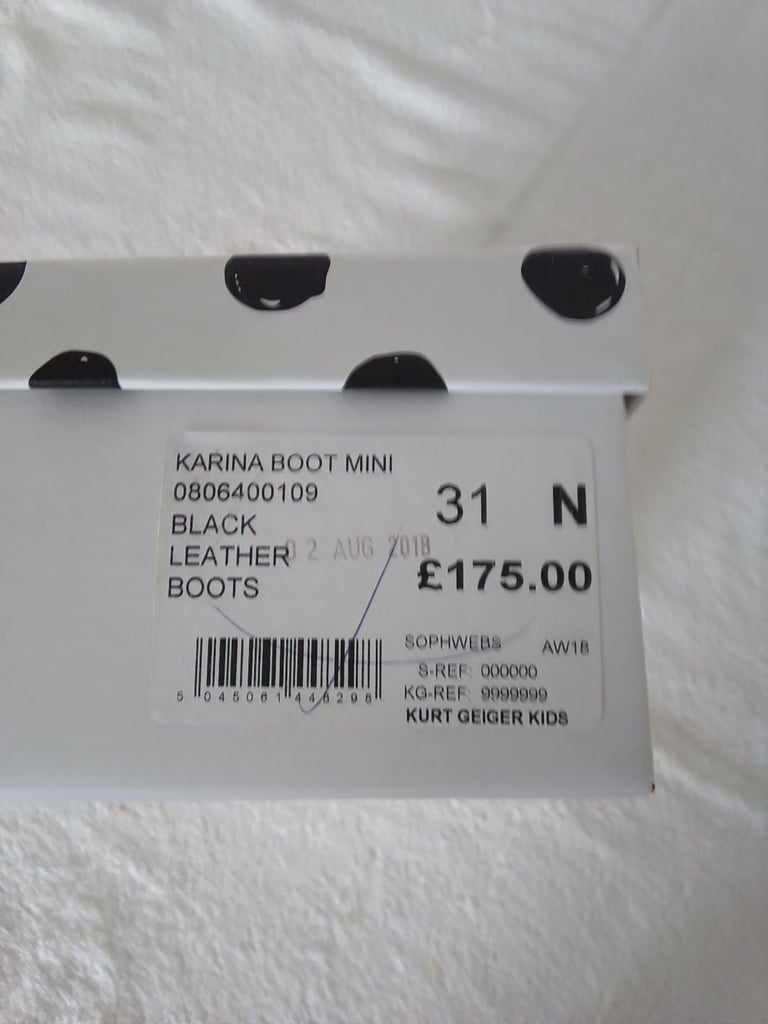 KARINA BOOT MINI
0806400109
BLACK
LEATHER
BOOTS
02 AUG 2018
31 N
£175.00
SOPHWEBS AW18
S-REF: 000000
KG-REF: 9999999
KURT GEIGER KIDS
5 045061 448298